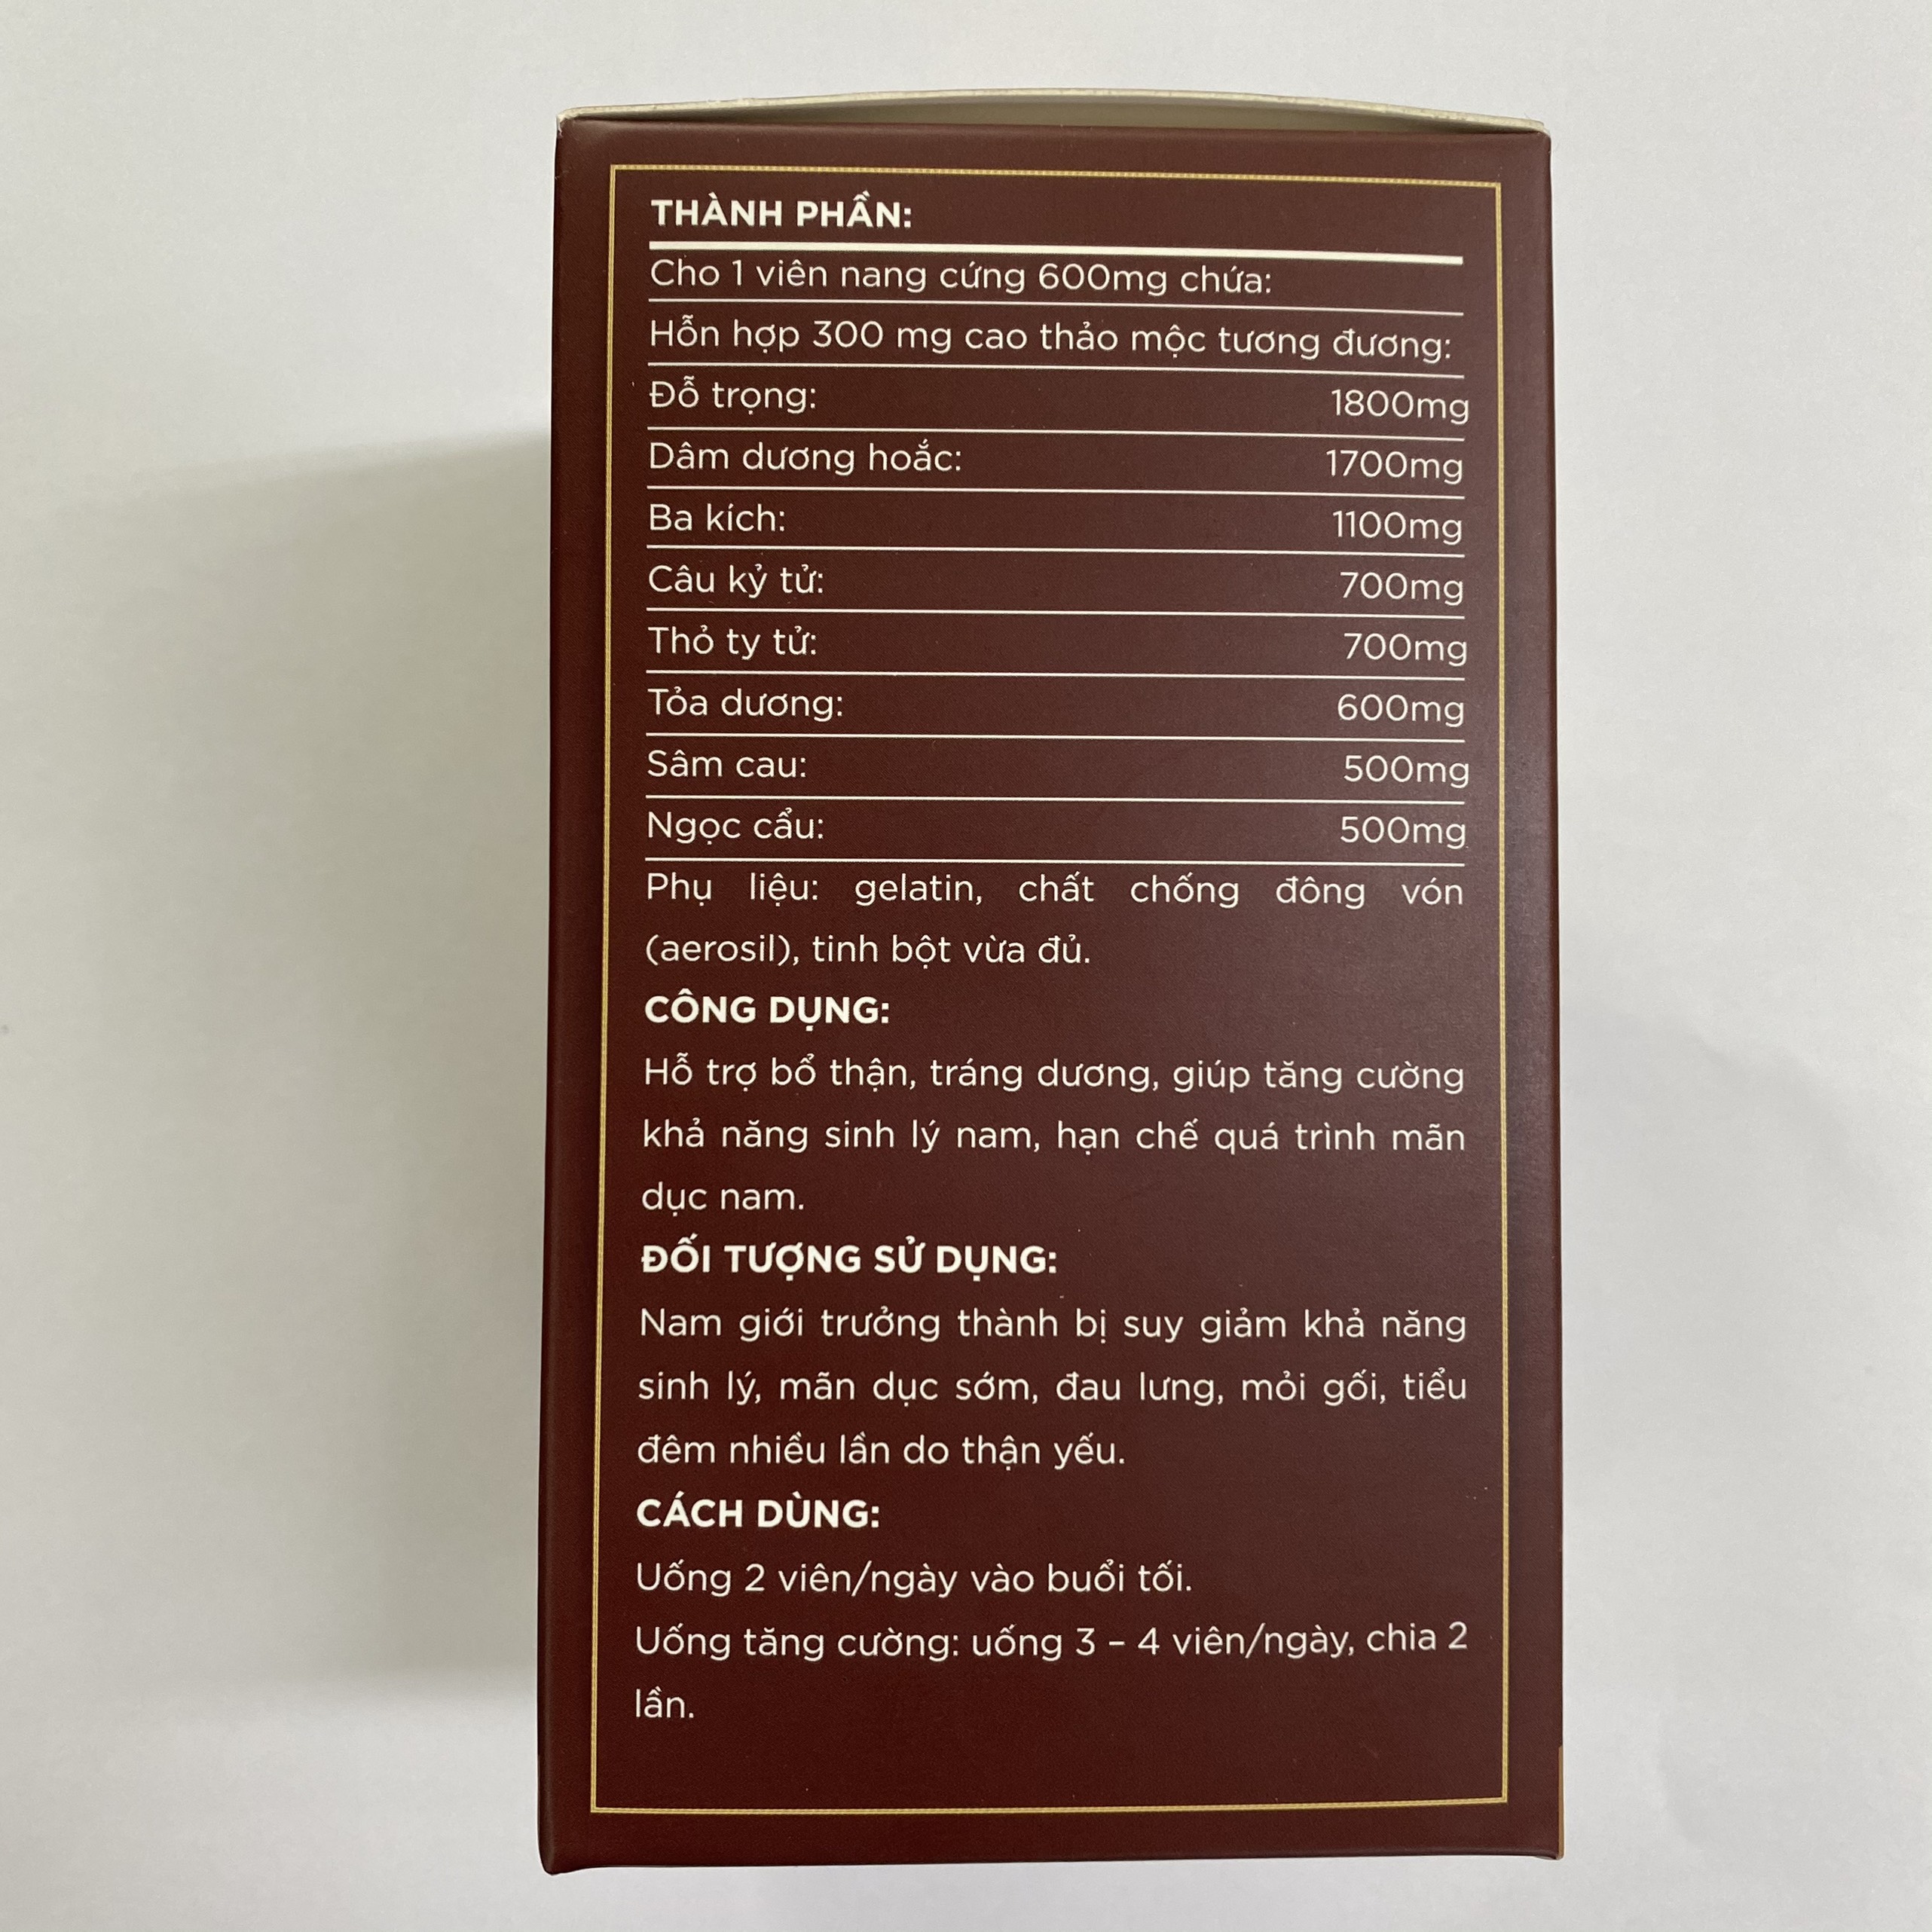 THÀNH PHẦN:
Cho 1 viên nang cứng 600mg chứa:
Hỗn hợp 300 mg cao thảo mộc tương đương:
Đỗ trọng: 1800mg
Dâm dương hoắc: 1700mg
Ba kích: 1100mg
Câu kỷ tử: 700mg
Thỏ ty tử: 700mg
Tỏa dương: 600mg
Sâm cau: 500mg
Ngọc cẩu: 500mg
Phụ liệu: gelatin, chất chống đông vón
(aerosil), tinh bột vừa đủ.
CÔNG DỤNG:
Hỗ trợ bổ thận, tráng dương, giúp tăng cường
khả năng sinh lý nam, hạn chế quá trình mãn
dục nam.
ĐỐI TƯỢNG SỬ DỤNG:
Nam giới trưởng thành bị suy giảm khả năng
sinh lý, mãn dục sớm, đau lưng, mỏi gối, tiểu
đêm nhiều lần do thận yếu.
CÁCH DÙNG:
Uống 2 viên/ngày vào buổi tối.
Uống tăng cường: uống 3 – 4 viên/ngày, chia 2
lần.